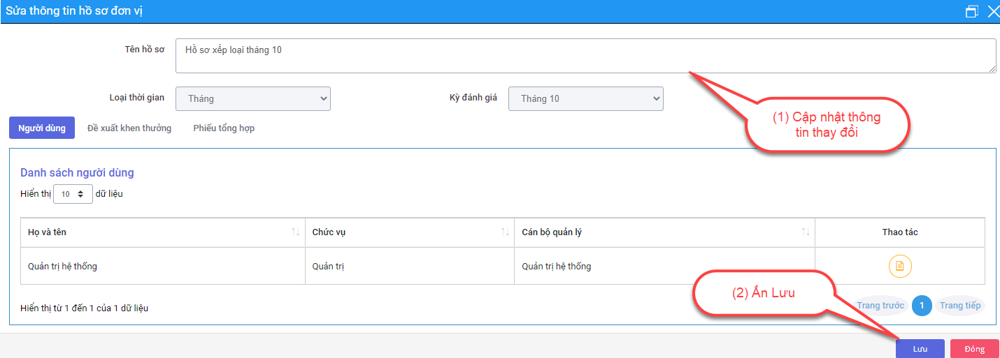 Sửa thông tin hồ sơ đơn vị
Tên hồ sơ
Hồ sơ xếp loại tháng 10
Loại thời gian
Tháng
Kỳ đánh giá
Tháng 10
(1) Cập nhật thông
tin thay đổi
Người dùng
Đề xuất khen thưởng
Phiếu tổng hợp
Danh sách người dùng
Hiển thị 10 dữ liệu
Họ và tên
Chức vụ
Cán bộ quản lý
Thao tác
Quản trị hệ thống
Quản trị
Quản trị hệ thống
(2) Ấn Lưu
Hiển thị từ 1 đến 1 của 1 dữ liệu
Trang trước
1
Trang tiếp
Lưu
Đóng